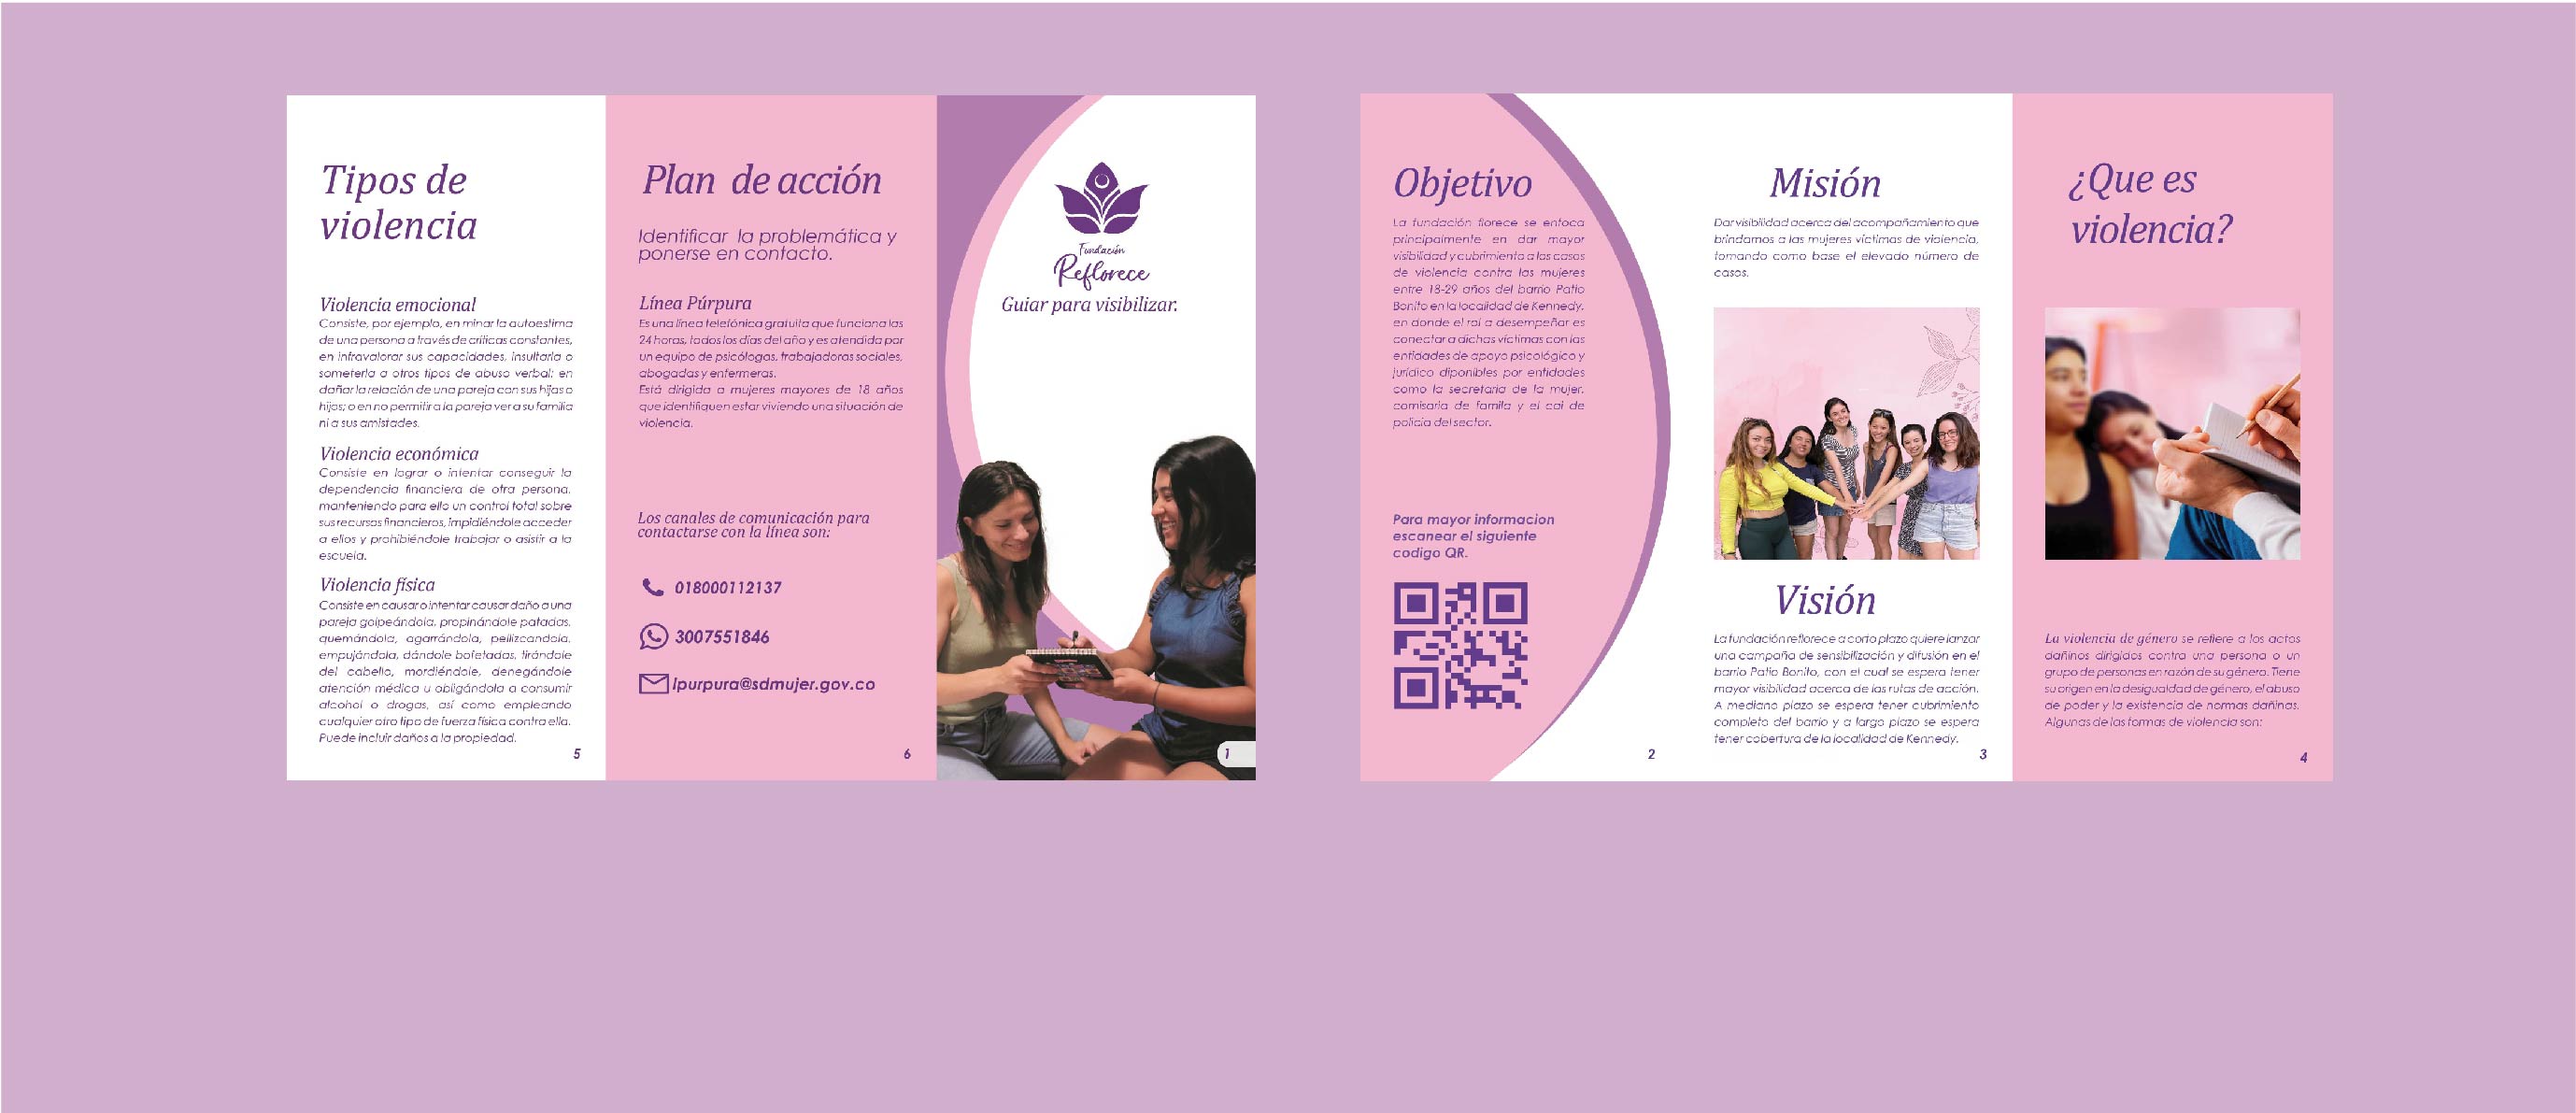 Tipos de
violencia
Violencia emocional
Consiste, por ejemplo, en minar la autoestima
de una persona a través de críticas constantes,
en infravalorar sus capacidades, insultarla o
someterla a otros tipos de abuso verbal; en
dañar la relación de una pareja con sus hijas o
hijos; o en no permitir a la pareja ver a su familia
ni a sus amistades.
Violencia económica
Consiste en lograr o intentar conseguir la
dependencia financiera de otra persona,
manteniendo para ello un control total sobre
sus recursos financieros, impidiéndole acceder
a ellos y prohibiéndole trabajar o asistir a la
escuela.
Violencia física
Consiste en causar o intentar causar daño a una
pareja golpeándola, propinándole patadas,
quemándola, agarrándola, pellizcandola,
empujándola, dándole bofetadas, tirándole
del cabello, mordiéndole, denegándole
atención médica u obligándola a consumir
alcohol o drogas, así como empleando
cualquier otro tipo de fuerza física contra ella.
Puede incluir daños a la propiedad.
5
Plan de acción
Identificar la problemática y
ponerse en contacto.
Línea Púrpura
Es una línea telefónica gratuita que funciona las
24 horas, todos los días del año y es atendida por
un equipo de psicólogas, trabajadoras sociales,
abogadas y enfermeras.
Está dirigida a mujeres mayores de 18 años
que identifiquen estar viviendo una situación de
violencia.
Los canales de comunicación para
contactarse con la línea son:
018000112137
3007551846
lpurpura@sdmujer.gov.co
6
Fundación
Reflorece
Guiar para visibilizar.
1
Objetivo
La fundación florece se enfoca
principalmente en dar mayor
visibilidad y cubrimiento a los casos
de violencia contra las mujeres
entre 18-29 años del barrio Patio
Bonito en la localidad de Kennedy,
en donde el rol a desempeñar es
conectar a dichas víctimas con las
entidades de apoyo psicológico y
jurídico diponibles por entidades
como la secretaria de la mujer,
comisaria de famila y el cai de
policia del sector.
Para mayor informacion
escanear el siguiente
codigo QR.
2
Misión
Dar visibilidad acerca del acompañamiento que
brindamos a las mujeres víctimas de violencia,
tomando como base el elevado número de
casos.
Visión
La fundación reflorece a corto plazo quiere lanzar
una campaña de sensibilización y difusión en el
barrio Patio Bonito, con el cual se espera tener
mayor visibilidad acerca de las rutas de acción.
A mediano plazo se espera tener cubrimiento
completo del barrio y a largo plazo se espera
tener cobertura de la localidad de Kennedy.
3
¿Que es
violencia?
La violencia de género se refiere a los actos
dañinos dirigidos contra una persona o un
grupo de personas en razón de su género. Tiene
su origen en la desigualdad de género, el abuso
de poder y la existencia de normas dañinas.
Algunas de las formas de violencia son:
4